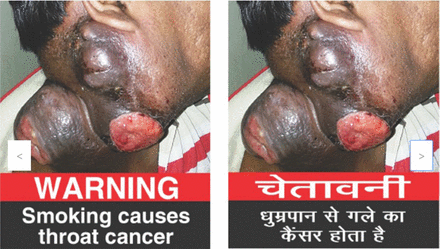 WARNING
Smoking causes
throat cancer
चेतावनी
धुम्रपान से गले का
कैंसर होता है